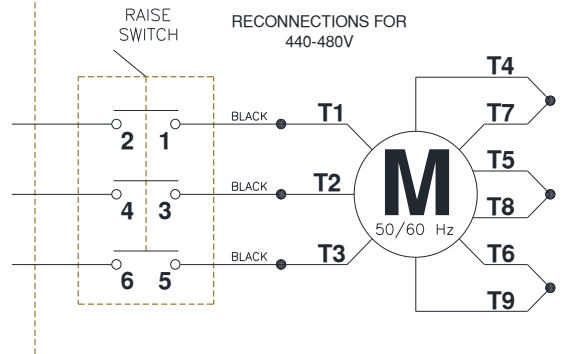 RAISE
SWITCH
RECONNECTIONS FOR
440-480V
T4
BLACK
T1
T7
2 1
T5
BLACK
T2
M
4 3
T8
50/60 Hz
BLACK
T3
T6
6 5
T9